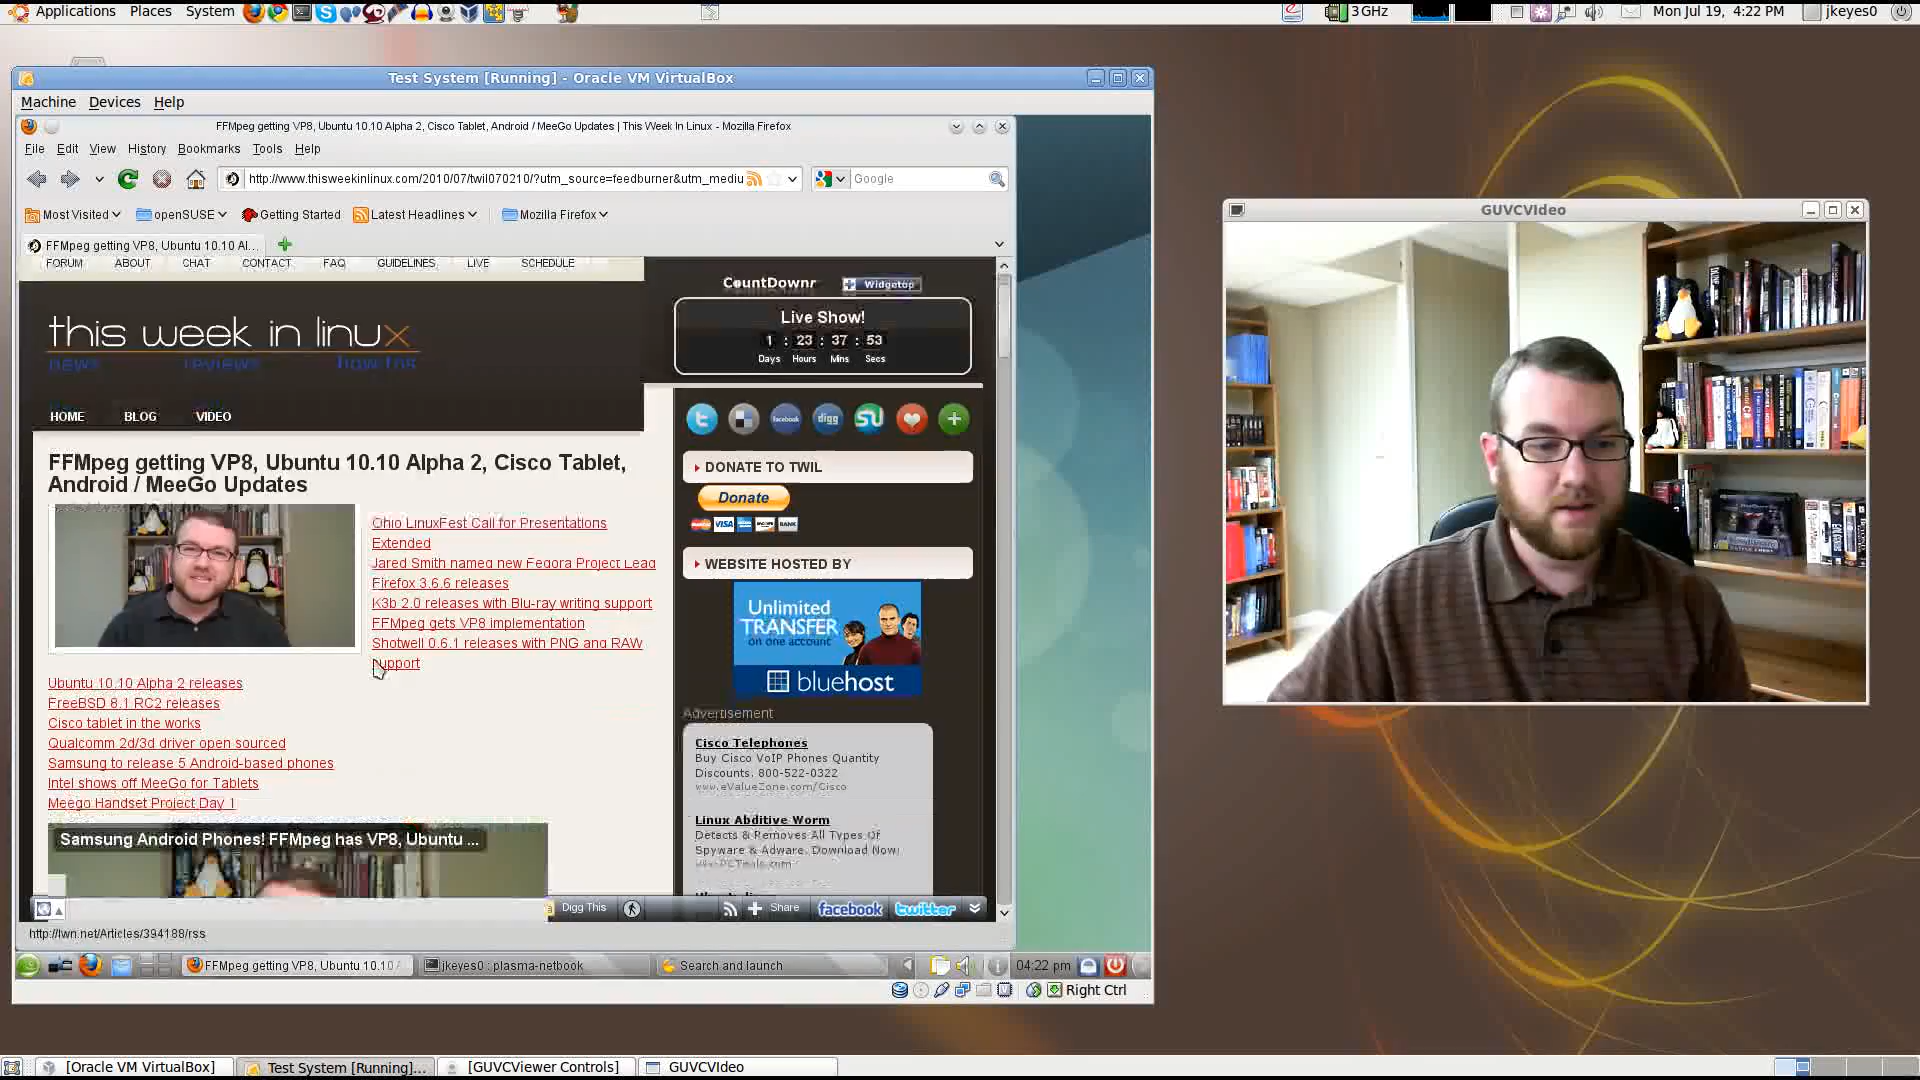 Applications Places System
3 GHz
Mon Jul 19, 4:22 PM
jkeyes0
Test System [Running] - Oracle VM VirtualBox
Machine Devices Help
FFMpeg getting VP8, Ubuntu 10.10 Alpha 2, Cisco Tablet, Android / MeeGo Updates | This Week In Linux - Mozilla Firefox
File Edit View History Bookmarks Tools Help
http://www.thisweekinlinux.com/2010/07/twil070210/?utm_source=feedburner&utm_mediu
Google
Most Visited openSUSE Getting Started Latest Headlines Mozilla Firefox
FFMpeg getting VP8, Ubuntu 10.10 Al...
FORUM ABOUT CHAT CONTACT FAQ GUIDELINES LIVE SCHEDULE
this week in linux
news reviews how tos
HOME BLOG VIDEO
CountDownr Widgetop
Live Show!
1 : 23 : 37 : 53
Days Hours Mins Secs
facebook digg
FFMpeg getting VP8, Ubuntu 10.10 Alpha 2, Cisco Tablet,
Android / MeeGo Updates
Ohio LinuxFest Call for Presentations
Extended
Jared Smith named new Fedora Project Lead
Firefox 3.6.6 releases
K3b 2.0 releases with Blu-ray writing support
FFMpeg gets VP8 implementation
Shotwell 0.6.1 releases with PNG and RAW
support
Ubuntu 10.10 Alpha 2 releases
FreeBSD 8.1 RC2 releases
Cisco tablet in the works
Qualcomm 2d/3d driver open sourced
Samsung to release 5 Android-based phones
Intel shows off MeeGo for Tablets
Meego Handset Project Day 1
Samsung Android Phones! FFMpeg has VP8, Ubuntu ...
DONATE TO TWIL
Donate
VISA BANK
WEBSITE HOSTED BY
Unlimited
TRANSFER
on one account
bluehost
Advertisement
Cisco Telephones
Buy Cisco VoIP Phones Quantity
Discounts. 800-522-0322
www.eValueZone.com/Cisco
Linux Abditive Worm
Detects & Removes All Types Of
Spyware & Adware. Download Now!
Digg This
Share facebook twitter
http://lwn.net/Articles/394188/rss
FFMpeg getting VP8, Ubuntu 10.10
jkeyes0 : plasma-netbook
Search and launch
04:22 pm
Right Ctrl
GUVCVIdeo
[Oracle VM VirtualBox]
Test System [Running]...
[GUVCViewer Controls]
GUVCVIdeo